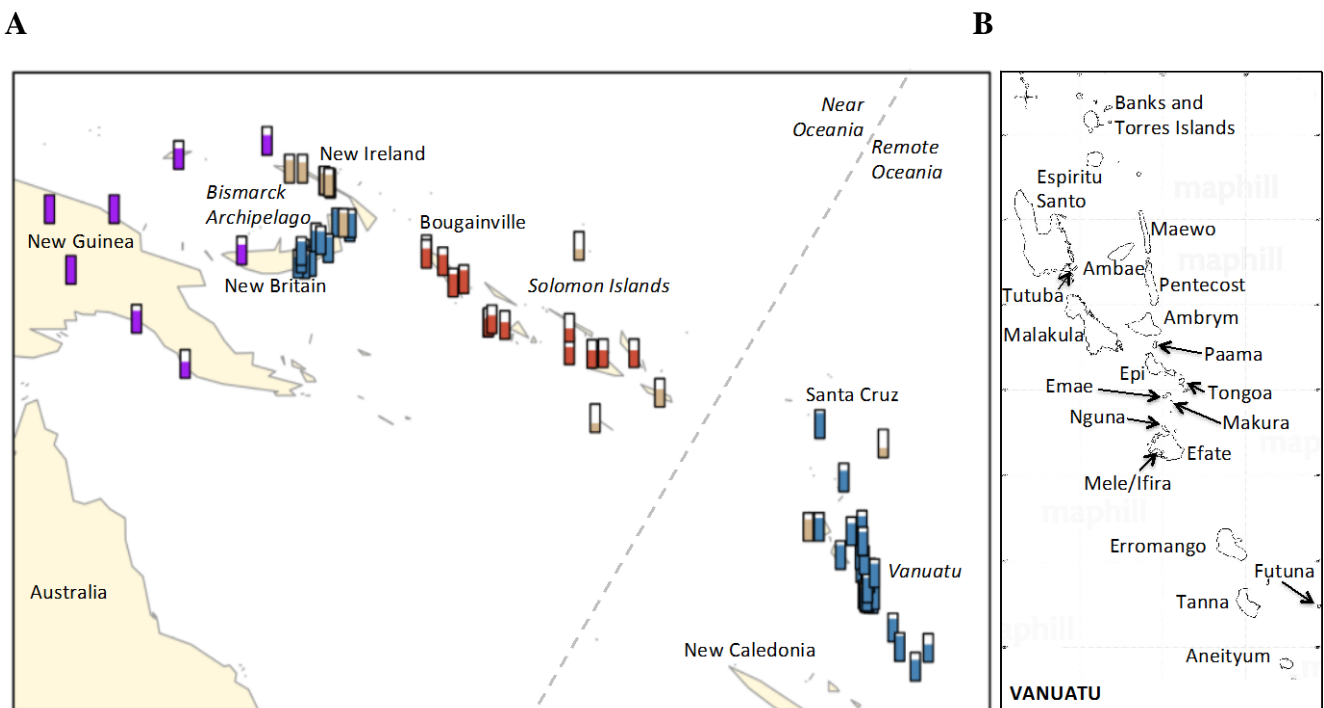 A
B
Near
Oceania
Remote
Oceania
New Ireland
Bismarck
Archipelago
Bougainville
New Guinea
New Britain
Solomon Islands
Santa Cruz
Australia
Vanuatu
New Caledonia
Banks and
Torres Islands
maphill
Espiritu
Santo
Maewo
maphill
Ambae
Pentecost
Tutuba
Ambrym
Malakula
Paama
Epi
Emae
Tongoa
Nguna
Makura
Efate
Mele/Ifira
maphill
Erromango
Futuna
Tanna
Aneityum
VANUATU